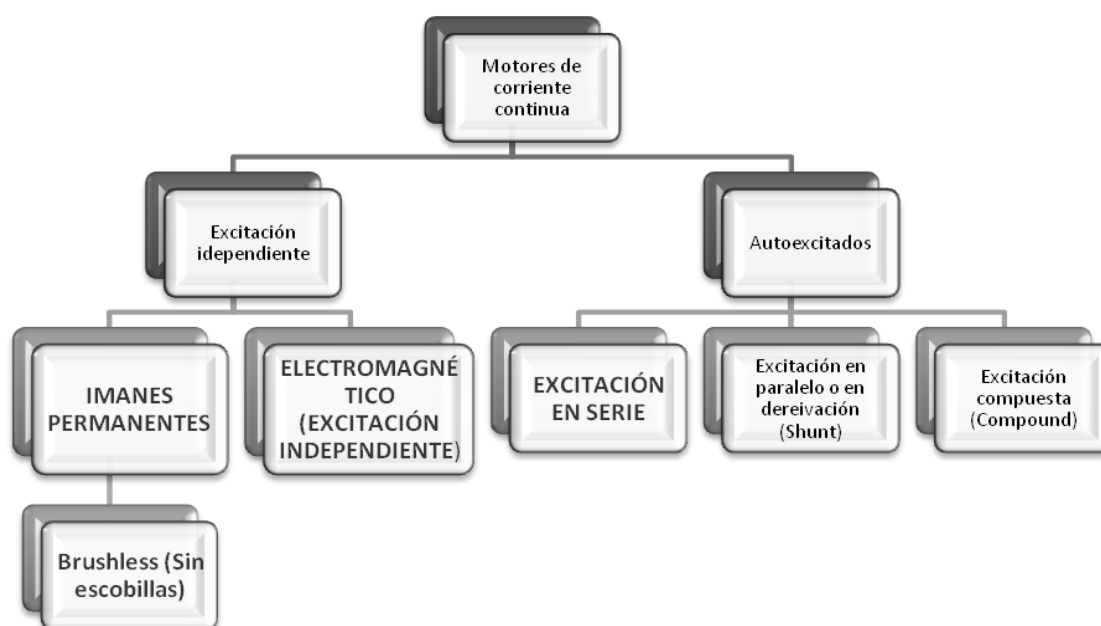 Motores de
corriente
continua
Excitación
idependiente
Autoexcitados
IMANES
PERMANENTES
ELECTROMAGNÉ
TICO
(EXCITACIÓN
INDEPENDIENTE)
EXCITACIÓN
EN SERIE
Excitación en
paralelo o en
dereivación
(Shunt)
Excitación
compuesta
(Compound)
Brushless (Sin
escobillas)